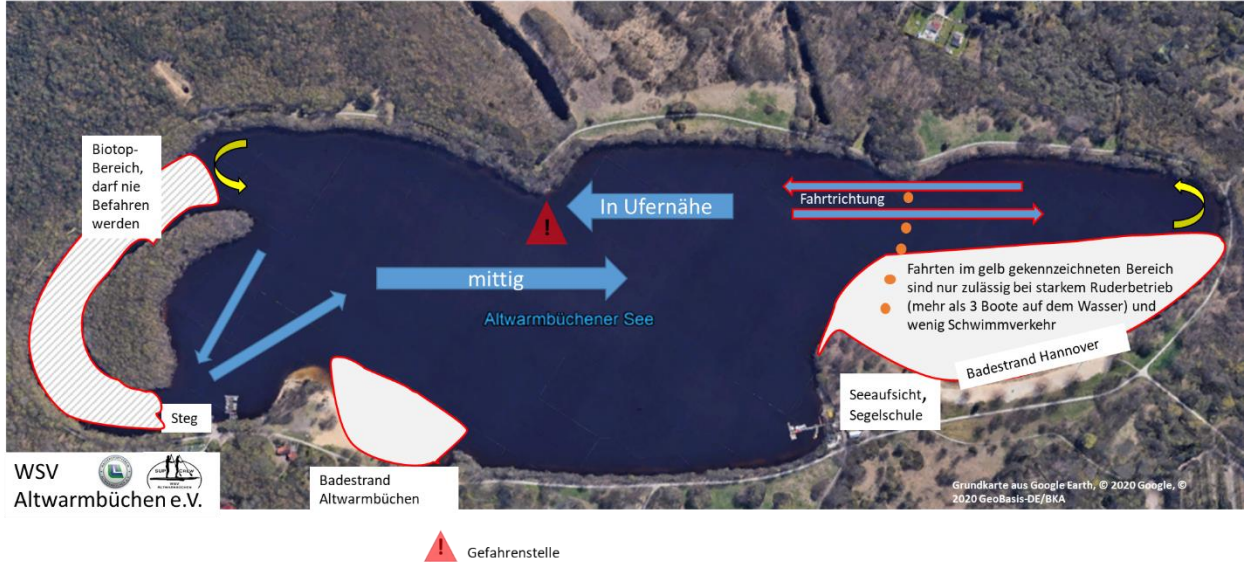 Biotop-
Bereich,
darf nie
Befahren
werden
In Ufernähe
Fahrtrichtung
mittig
Altwarmbüchener See
Fahrten im gelb gekennzeichneten Bereich
sind nur zulässig bei starkem Ruderbetrieb
(mehr als 3 Boote auf dem Wasser) und
wenig Schwimmverkehr
Badestrand Hannover
Seeaufsicht,
Segelschule
Steg
Badestrand
Altwarmbüchen
WSV
Altwarmbüchen e.V.
SUP CREW
Grundkarte aus Google Earth, © 2020 Google, ©
2020 GeoBasis-DE/BKA
!
! Gefahrenstelle